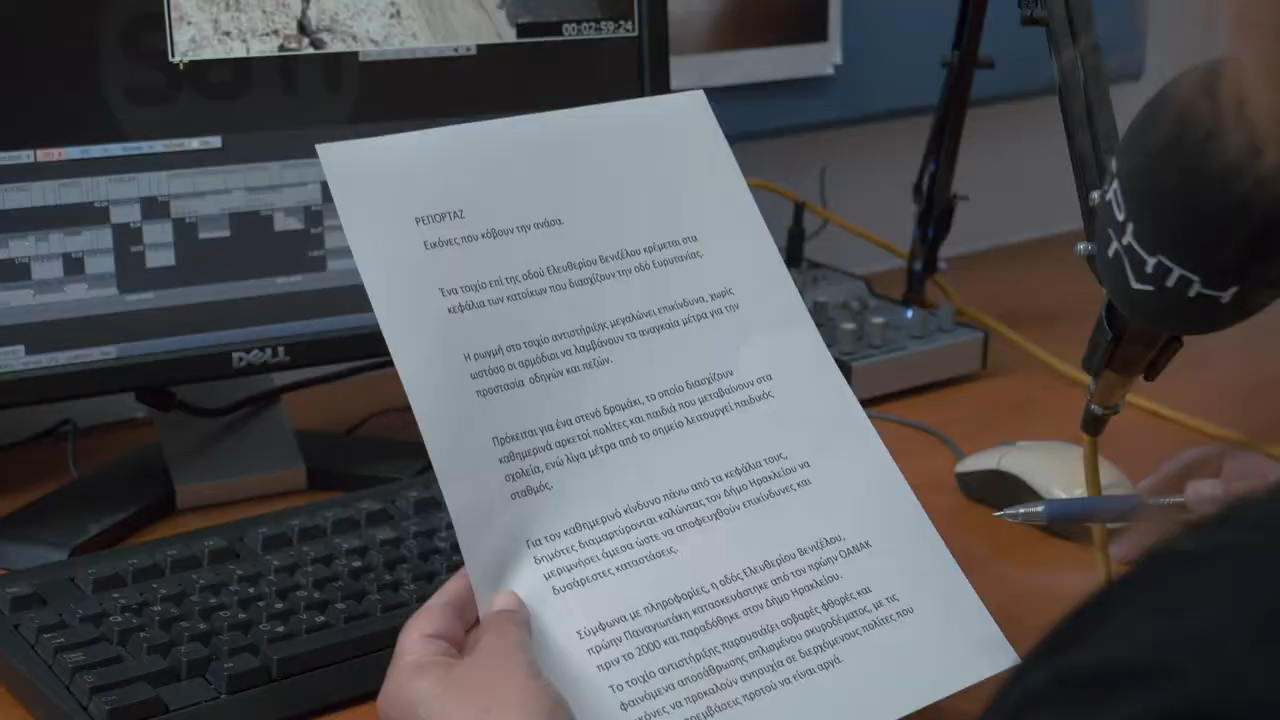 00:02:59:24
DELL
ΡΕΠΟΡΤΑΖ
Εικόνες που κόβουν την ανάσα.
Ένα τοιχίο επί της οδού Ελευθερίου Βενιζέλου κρέμεται στα
κεφάλια των κατοίκων που διασχίζουν την οδό Ευρυτανίας.
Η ρωγμή στο τοιχίο αντιστήριξης μεγαλώνει επικίνδυνα, χωρίς
ωστόσο οι αρμόδιοι να λαμβάνουν τα αναγκαία μέτρα για την
προστασία οδηγών και πεζών.
Πρόκειται για ένα στενό δρομάκι, το οποίο διασχίζουν
καθημερινά αρκετοί πολίτες και παιδιά που μεταβαίνουν στα
σχολεία, ενώ λίγα μέτρα από το σημείο λειτουργεί παιδικός
σταθμός.
Για τον καθημερινό κίνδυνο πάνω από τα κεφάλια τους,
δημότες διαμαρτύρονται καλώντας τον Δήμο Ηρακλείου να
μεριμνήσει άμεσα ώστε να αποφευχθούν επικίνδυνες και
δυσάρεστες καταστάσεις.
Σύμφωνα με πληροφορίες, η οδός Ελευθερίου Βενιζέλου,
πρώην Παναγιωτάκη κατασκευάστηκε από τον πρώην ΟΑΝΑΚ
πριν το 2000 και παραδόθηκε στον Δήμο Ηρακλείου.
Το τοιχίο αντιστήριξης παρουσιάζει σοβαρές φθορές και
φαινόμενα αποσάθρωσης οπλισμένου σκυροδέματος, με τις
να προκαλούν ανησυχία σε διερχόμενους πολίτες που
προτού να είναι αργά.